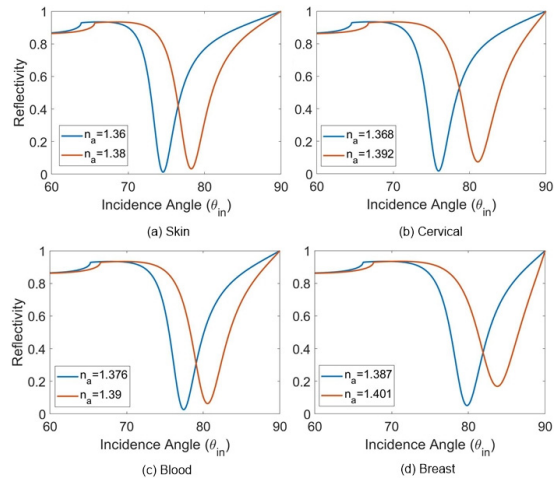 1
0.8
0.6
0.4
0.2
0
Reflectivity
n_a=1.36
n_a=1.38
60 70 80 90
Incidence Angle (θ_in)
(a) Skin
1
0.8
0.6
0.4
0.2
0
n_a=1.368
n_a=1.392
60 70 80 90
Incidence Angle (θ_in)
(b) Cervical
1
0.8
0.6
0.4
0.2
0
Reflectivity
n_a=1.376
n_a=1.39
60 70 80 90
Incidence Angle (θ_in)
(c) Blood
1
0.8
0.6
0.4
0.2
0
n_a=1.387
n_a=1.401
60 70 80 90
Incidence Angle (θ_in)
(d) Breast